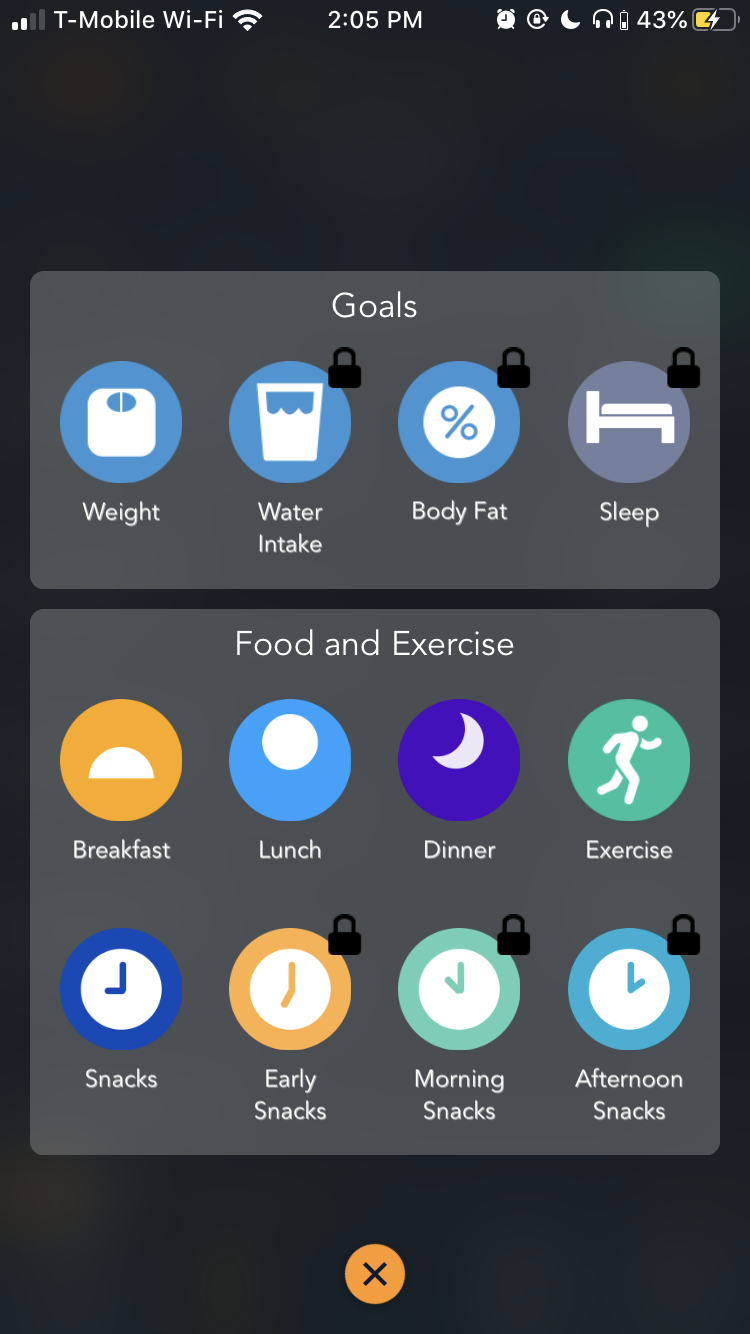 T-Mobile Wi-Fi 2:05 PM 43%
Goals
Weight
Water
Intake
%
Body Fat
Sleep
Food and Exercise
Breakfast
Lunch
Dinner
Exercise
Snacks
Early
Snacks
Morning
Snacks
Afternoon
Snacks